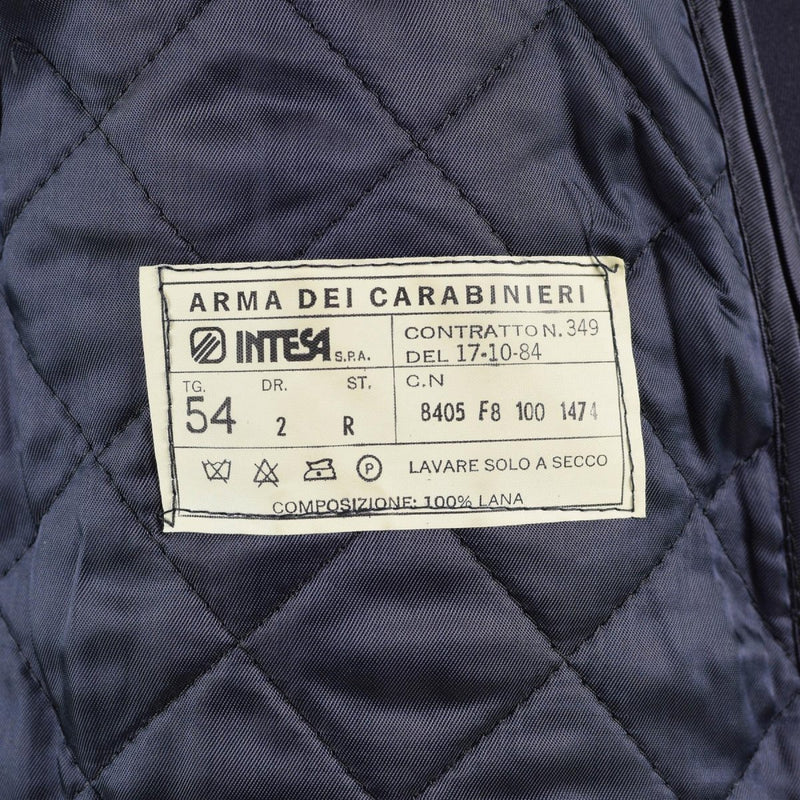 ARMA DEI CARABINIERI
INTESA S.P.A.
CONTRATTO N. 349
DEL 17-10-84
TG. DR. ST.
54 2 R
C.N
8405 F8 100 1474
P LAVARE SOLO A SECCO
COMPOSIZIONE: 100% LANA